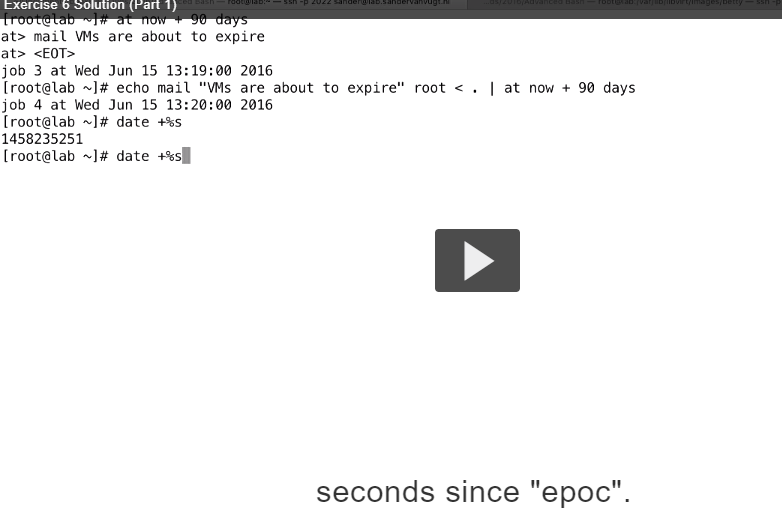 Exercise 6 Solution (Part 1)
[root@lab ~]# at now + 90 days
at> mail VMs are about to expire
at> <EOT>
job 3 at Wed Jun 15 13:19:00 2016
[root@lab ~]# echo mail "VMs are about to expire" root < . | at now + 90 days
job 4 at Wed Jun 15 13:20:00 2016
[root@lab ~]# date +%s
1458235251
[root@lab ~]# date +%s
seconds since "epoc".